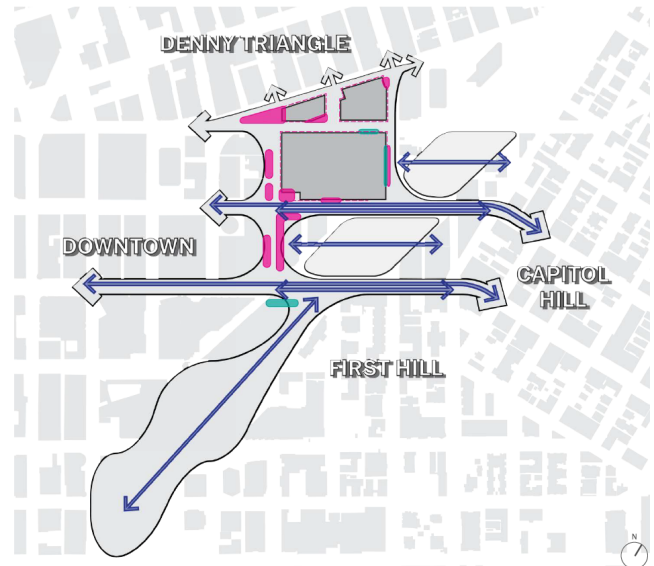 DENNY TRIANGLE
DOWNTOWN
CAPITOL
HILL
FIRST HILL
N